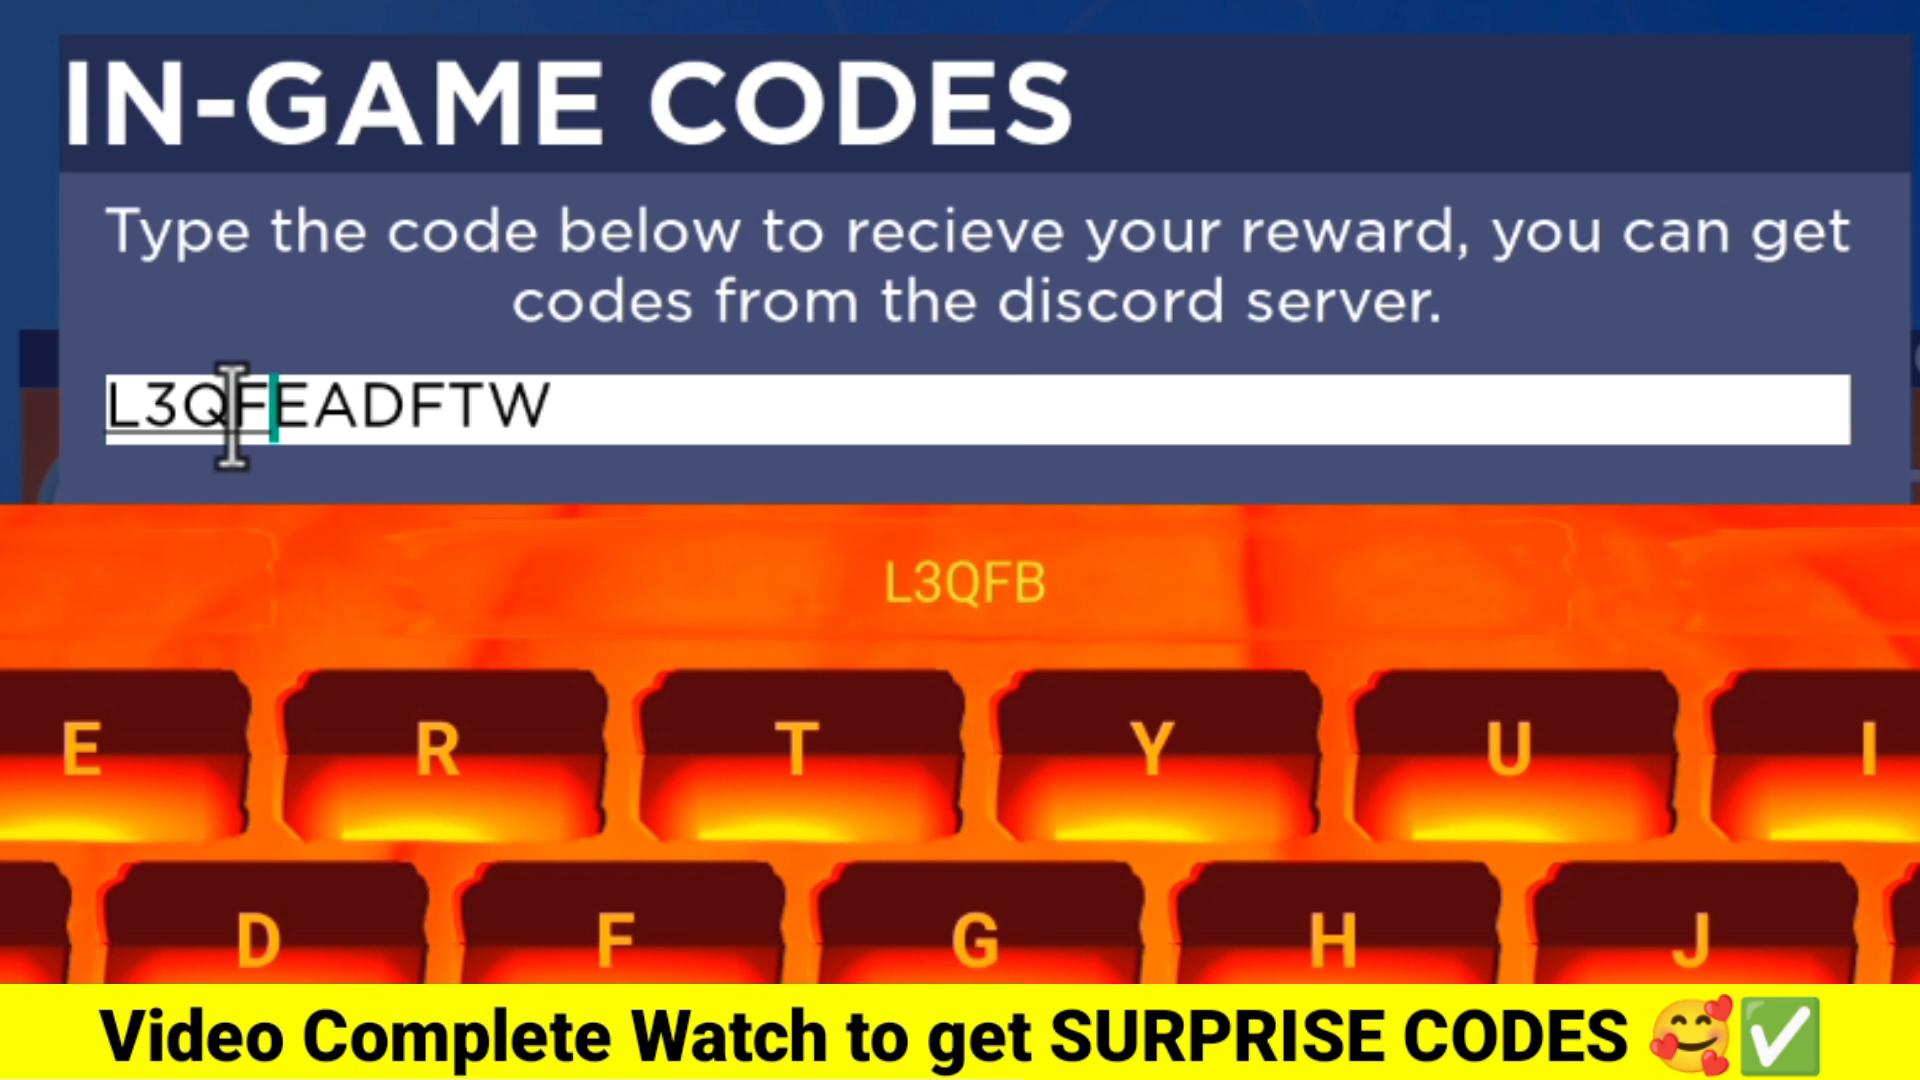 IN-GAME CODES
Type the code below to recieve your reward, you can get
codes from the discord server.
L3QFEADFTW
L3QFB
E R T Y U I
D F G H J
Video Complete Watch to get SURPRISE CODES 🥰✅